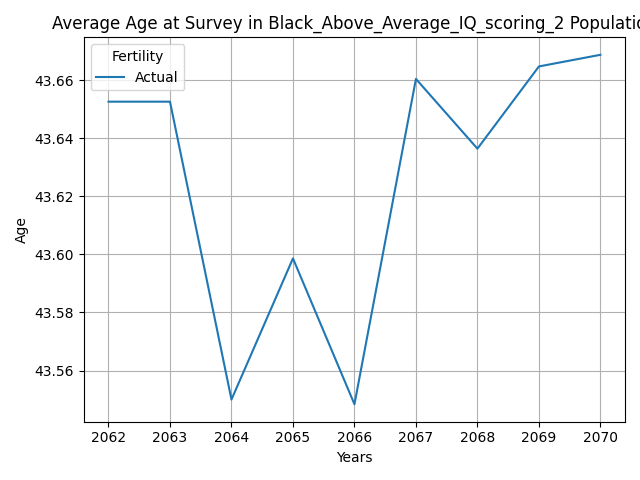 Average Age at Survey in Black_Above_Average_IQ_scoring_2 Populatio
Fertility
Actual
43.66
43.64
43.62
43.60
43.58
43.56
Age
2062 2063 2064 2065 2066 2067 2068 2069 2070
Years